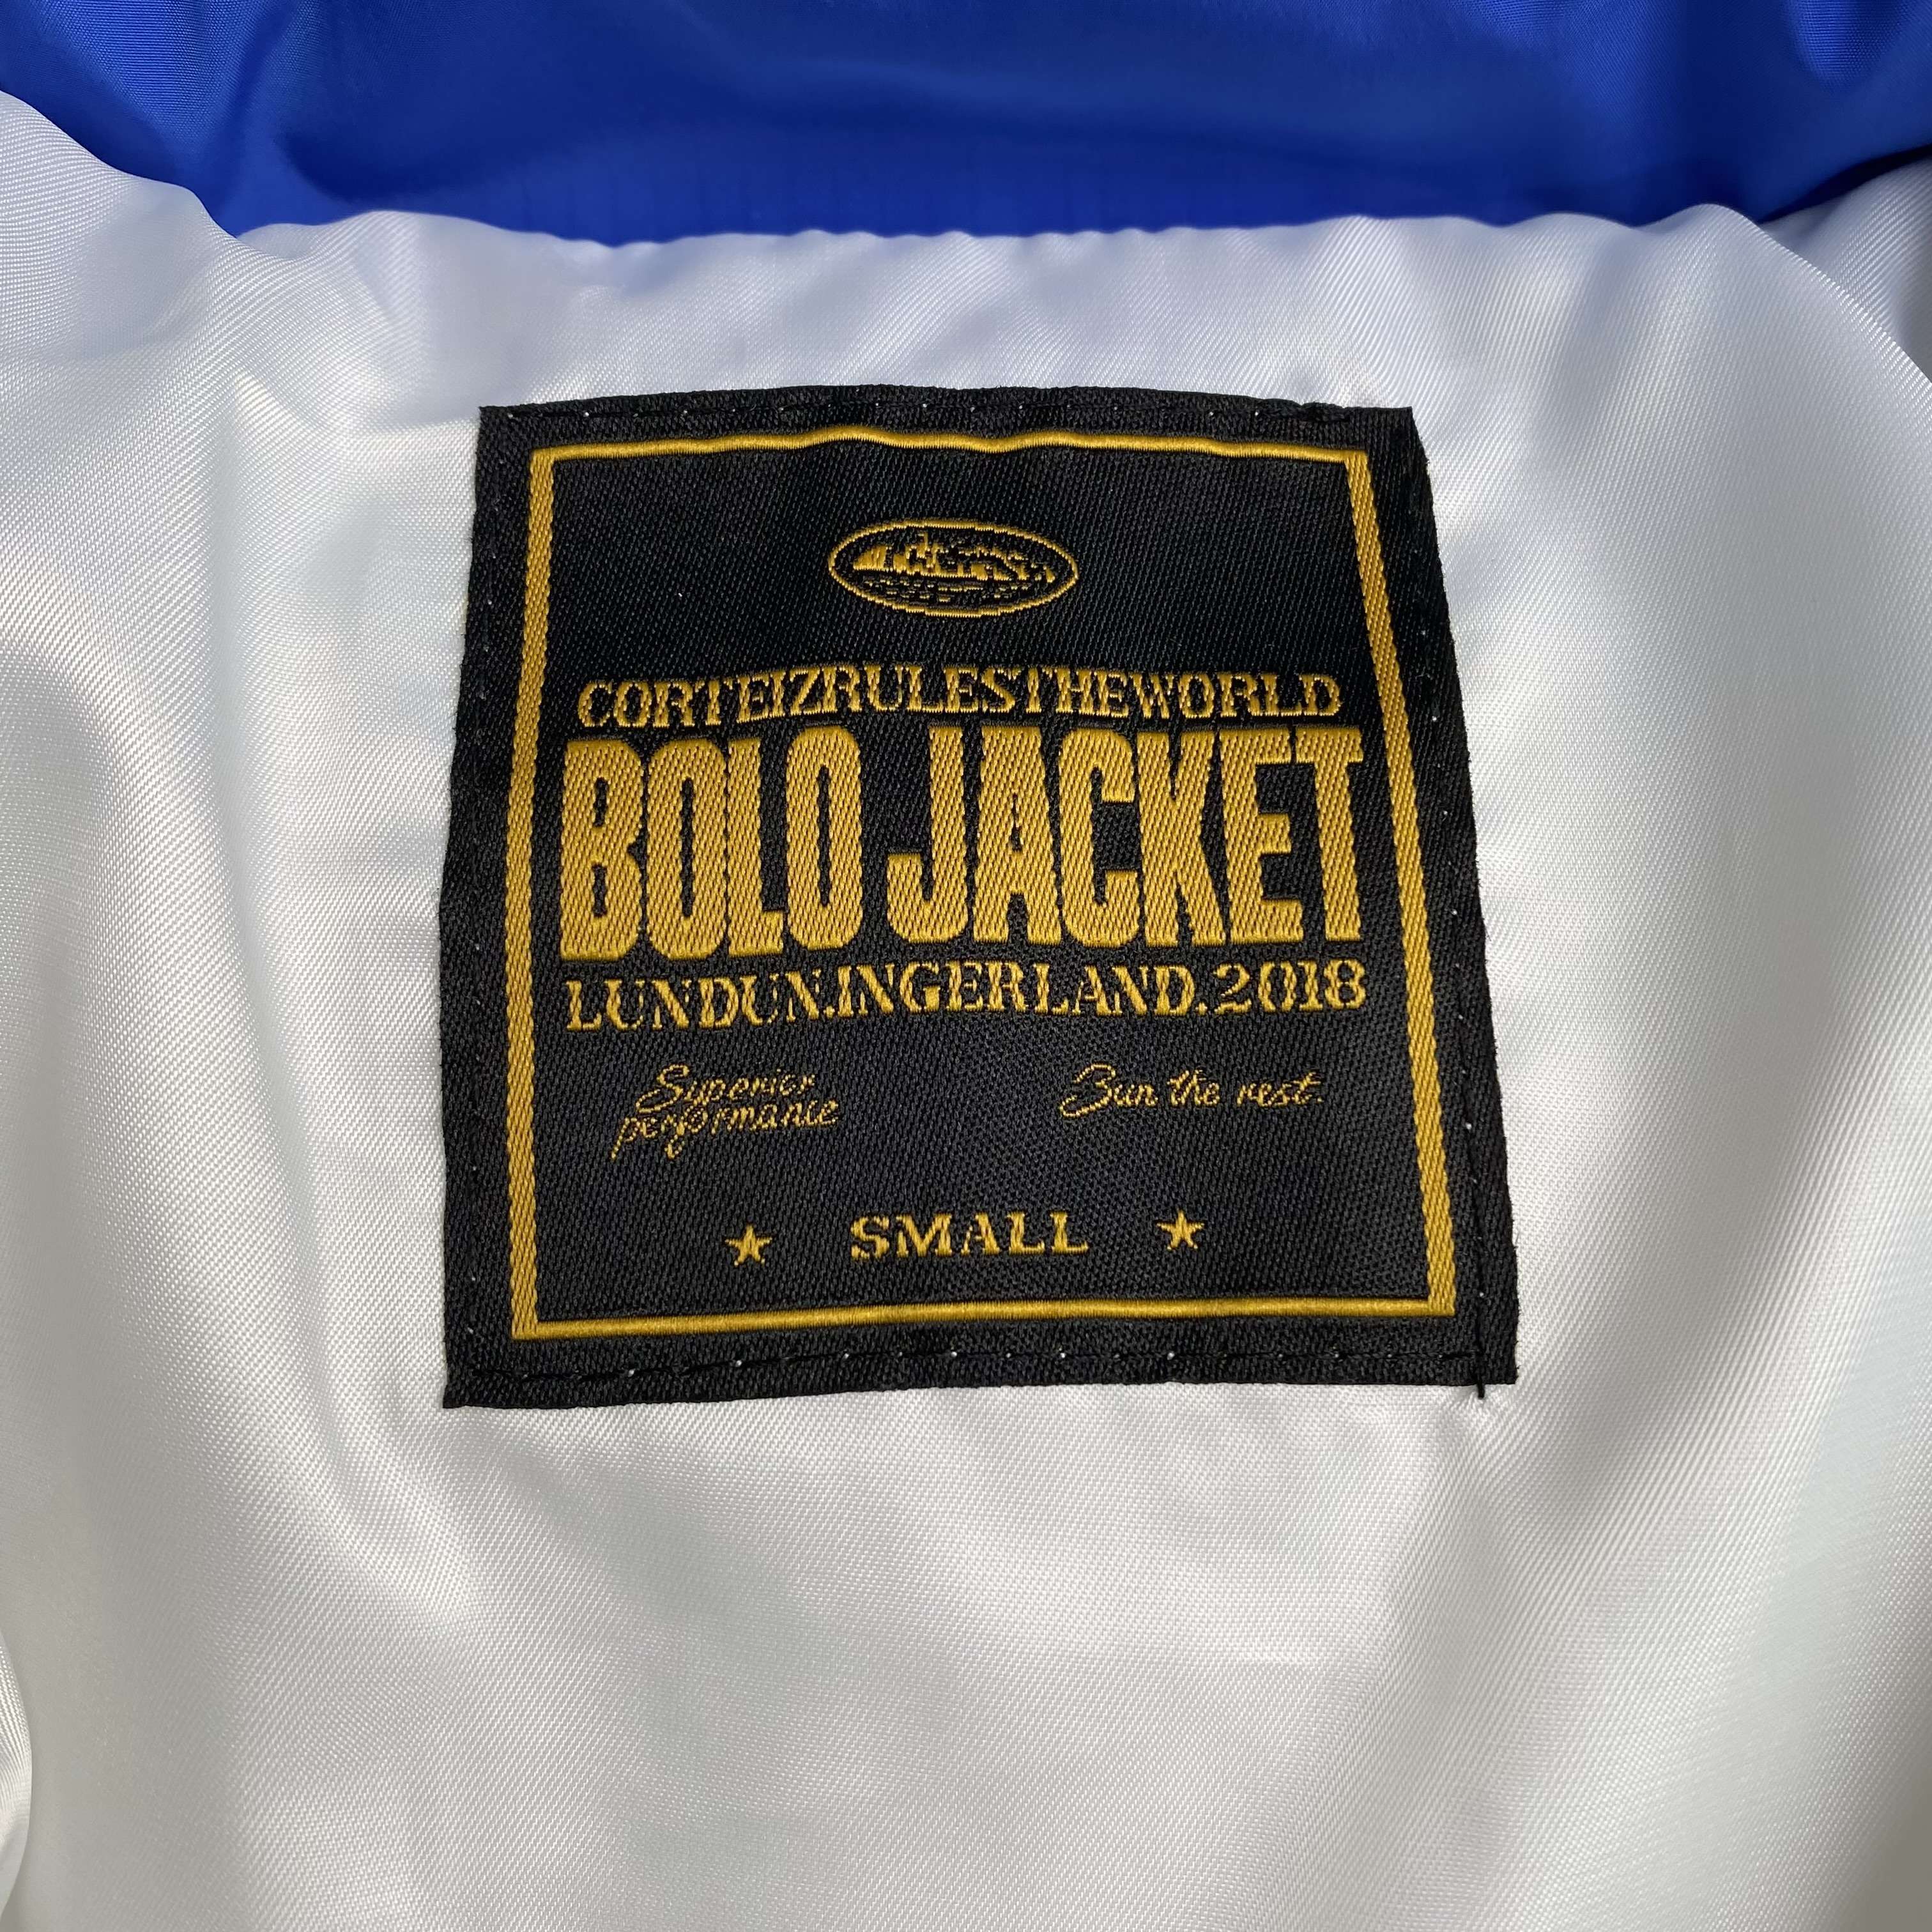 CORTEIZRULESTHEWORLD
BOLO JACKET
LUNDUN.INGERLAND.2018
Superior
performance
Bun the rest.
SMALL